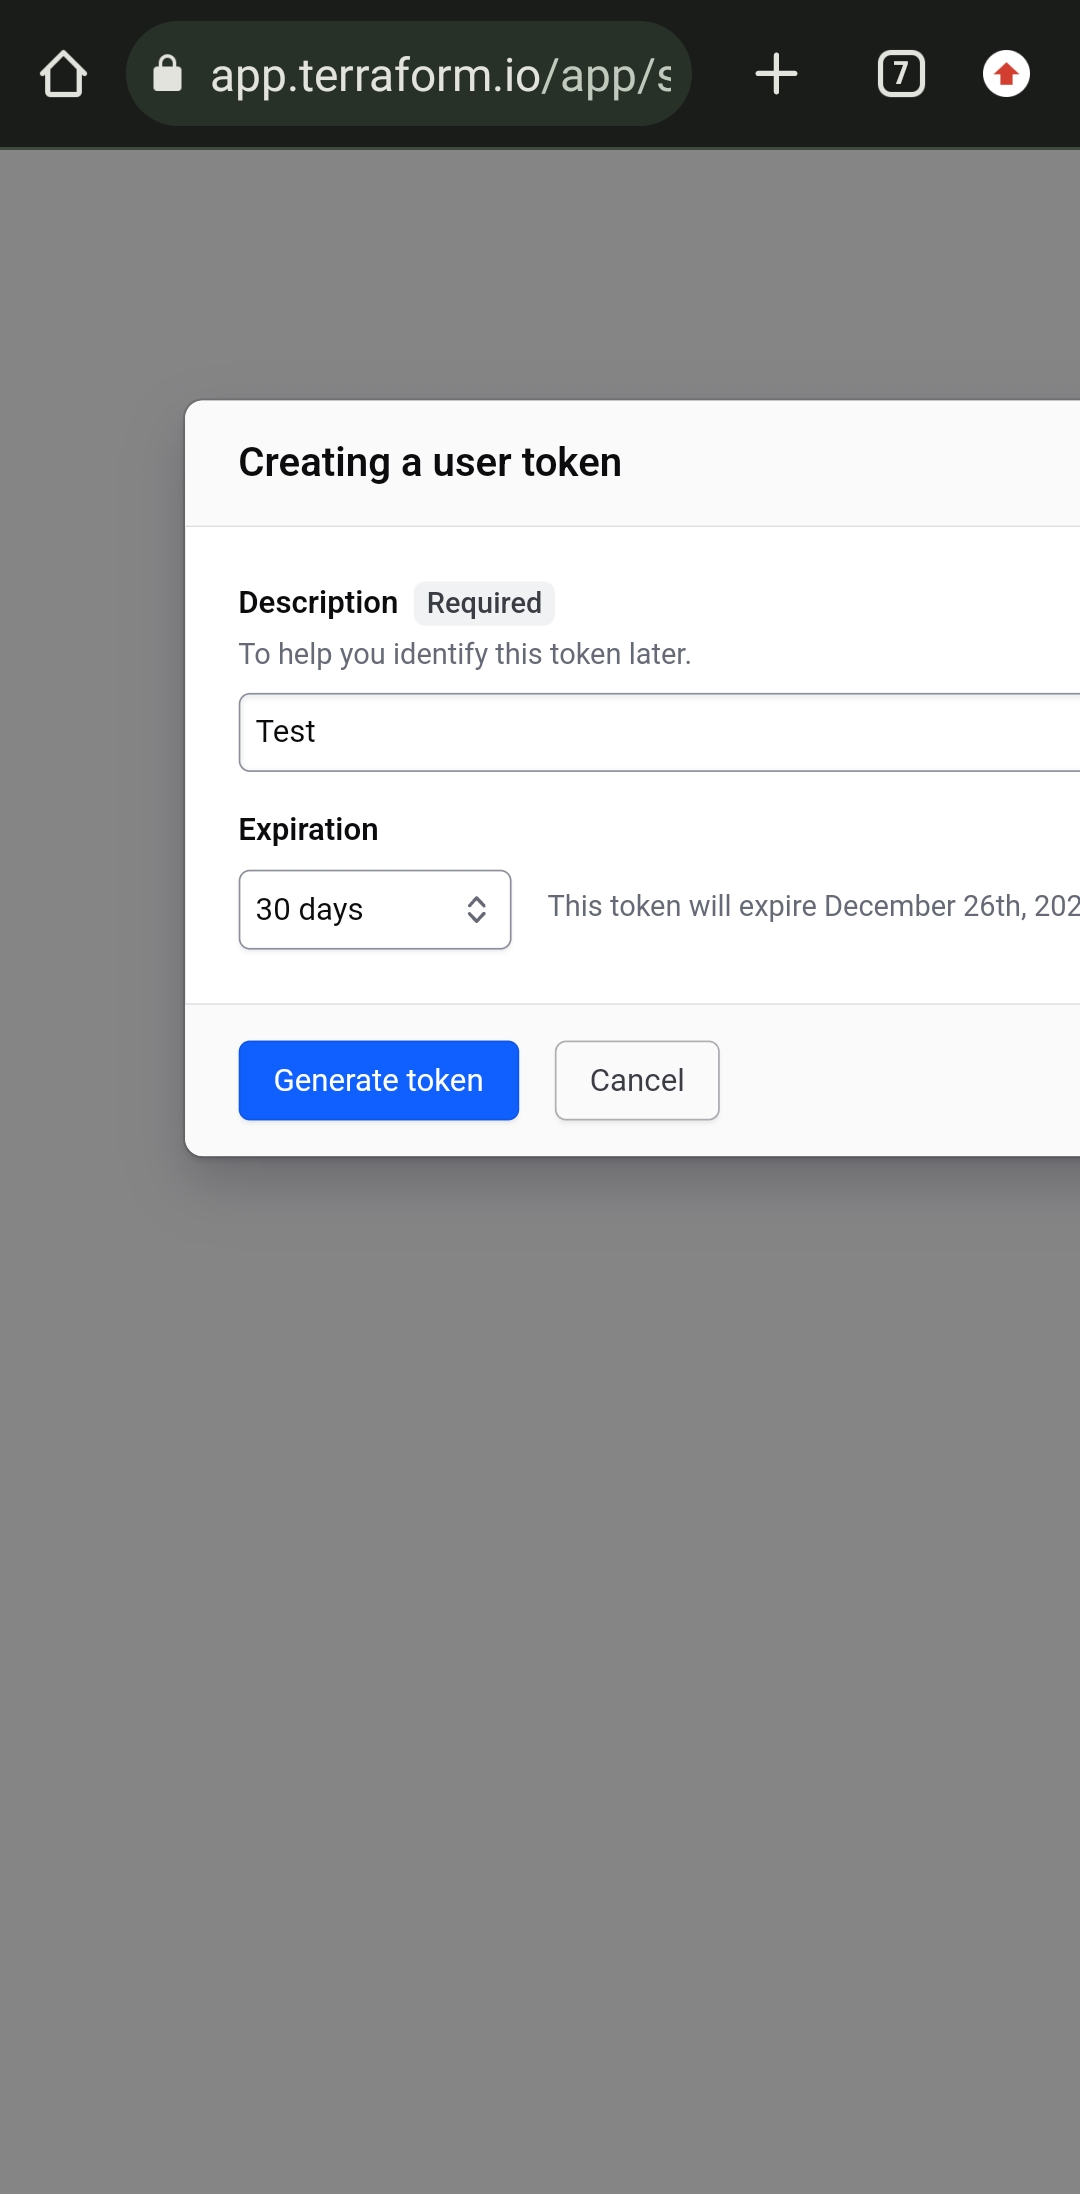 app.terraform.io/app/s
7
Creating a user token
Description Required
To help you identify this token later.
Test
Expiration
30 days
This token will expire December 26th, 202
Generate token
Cancel